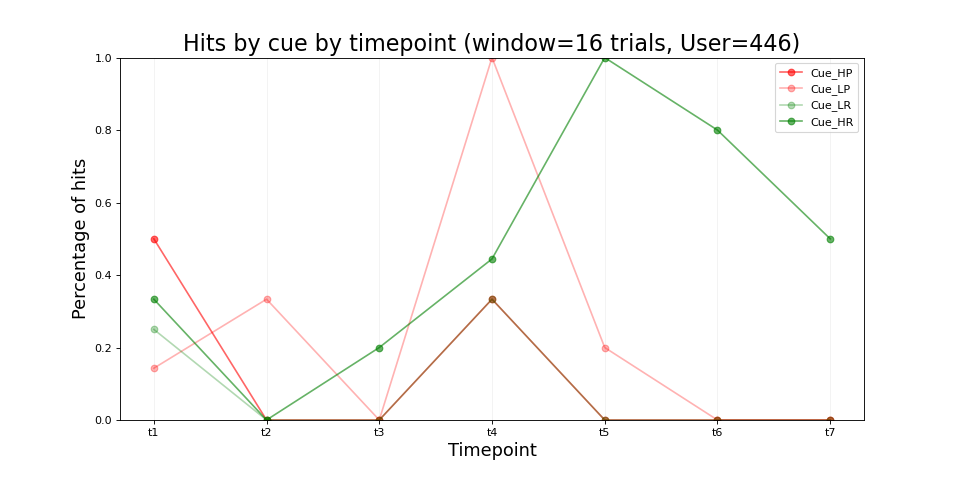 Hits by cue by timepoint (window=16 trials, User=446)
Percentage of hits
1.0
0.8
0.6
0.4
0.2
0.0
Cue_HP
Cue_LP
Cue_LR
Cue_HR
t1 t2 t3 t4 t5 t6 t7
Timepoint